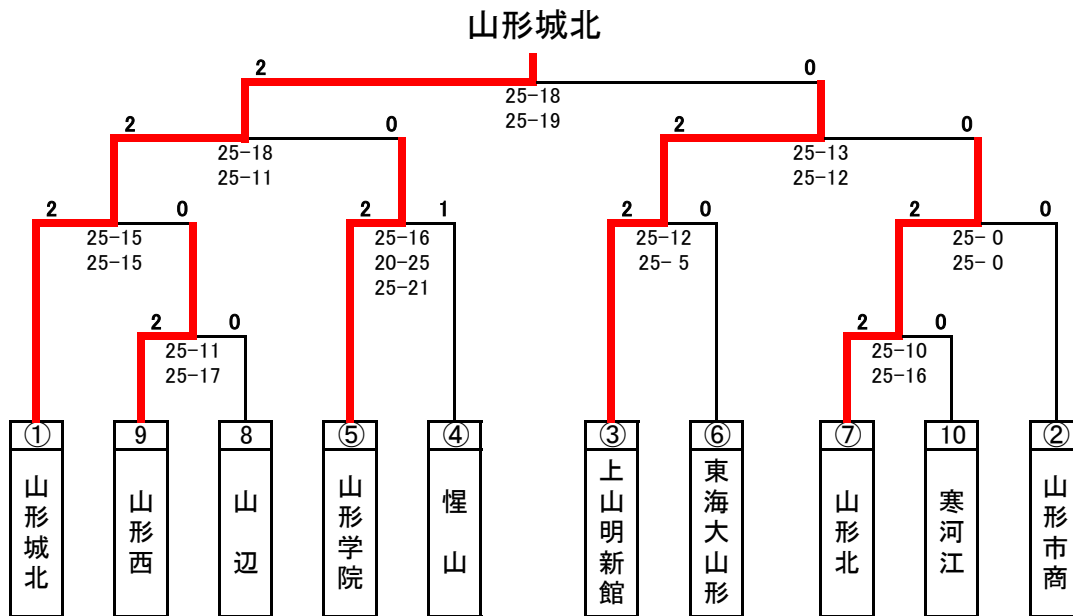 山形城北
2 0
25-18
25-19
2 0 2 0
25-18 25-13
25-11 25-12
2 0 2 1 2 0 2 0
25-15 25-16 25-12 25- 0
25-15 20-25 25- 5 25- 0
25-21
2 0 2 0
25-11 25-10
25-17 25-16
① 9 8 ⑤ ④ ③ ⑥ ⑦ 10 ②
山形城北
山形西
山辺
山形学院
惺山
上山明新館
東海大山形
山形北
寒河江
山形市商